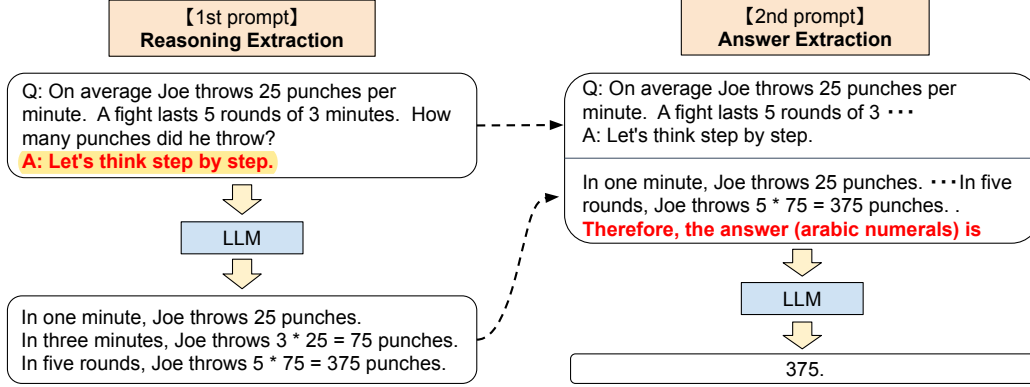 【1st prompt】
Reasoning Extraction
Q: On average Joe throws 25 punches per
minute.  A fight lasts 5 rounds of 3 minutes.  How
many punches did he throw?
A: Let's think step by step.
LLM
In one minute, Joe throws 25 punches.
In three minutes, Joe throws 3 * 25 = 75 punches.
In five rounds, Joe throws 5 * 75 = 375 punches.
【2nd prompt】
Answer Extraction
Q: On average Joe throws 25 punches per
minute.  A fight lasts 5 rounds of 3 ･･･
A: Let's think step by step.
In one minute, Joe throws 25 punches. ･･･In five
rounds, Joe throws 5 * 75 = 375 punches. .
Therefore, the answer (arabic numerals) is
LLM
375.